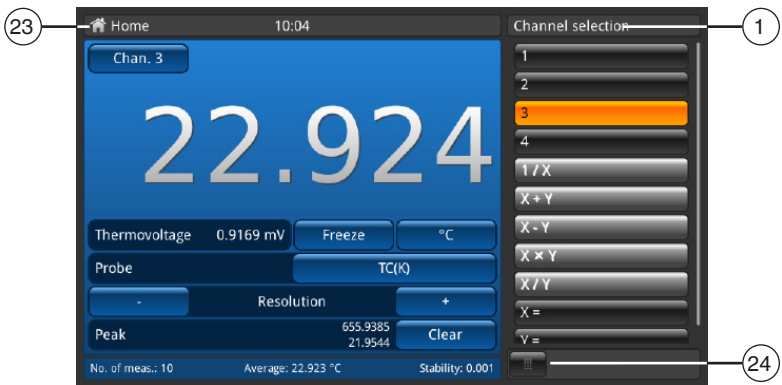 23
Home 10:04
Channel selection
1
Chan. 3
22.924
Thermovoltage 0.9169 mV Freeze °C
Probe TC(K)
- Resolution +
Peak 655.9385 21.9544 Clear
No. of meas.: 10 Average: 22.923 °C Stability: 0.001
1
2
3
4
1 / X
X + Y
X - Y
X × Y
X / Y
X =
Y =
24